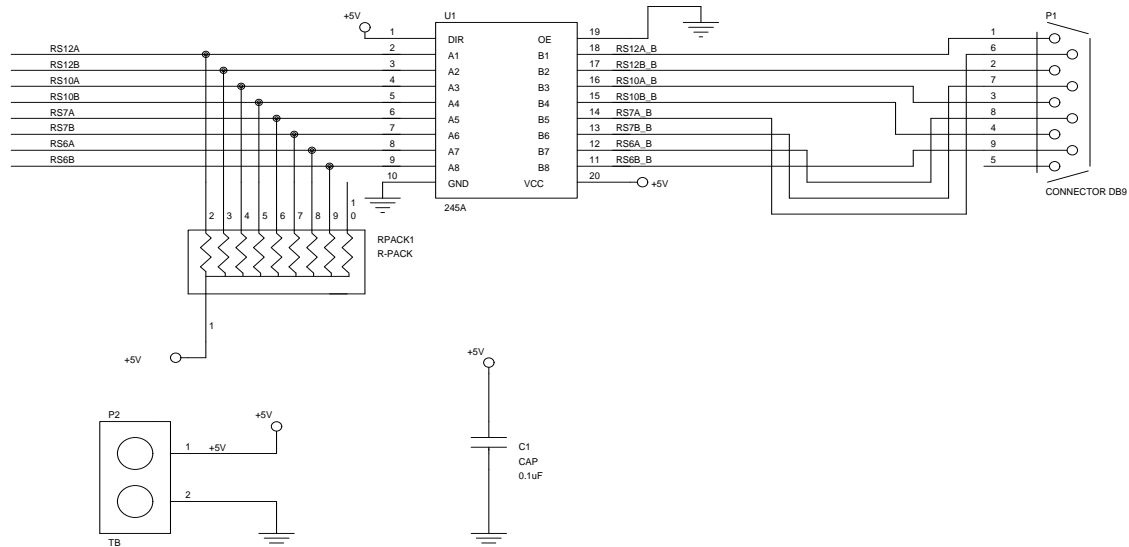 +5V
U1
P1
1
DIR
OE
19
1
RS12A
2
A1
B1
18
RS12A_B
6
RS12B
3
A2
B2
17
RS12B_B
2
RS10A
4
A3
B3
16
RS10A_B
7
RS10B
5
A4
B4
15
RS10B_B
3
RS7A
6
A5
B5
14
RS7A_B
8
RS7B
7
A6
B6
13
RS7B_B
4
RS6A
8
A7
B7
12
RS6A_B
9
RS6B
9
A8
B8
11
RS6B_B
5
10
GND
VCC
20
+5V
CONNECTOR DB9
245A
2
3
4
5
6
7
8
9
1
0
RPACK1
R-PACK
1
+5V
+5V
P2
+5V
1
+5V
2
TB
C1
CAP
0.1uF